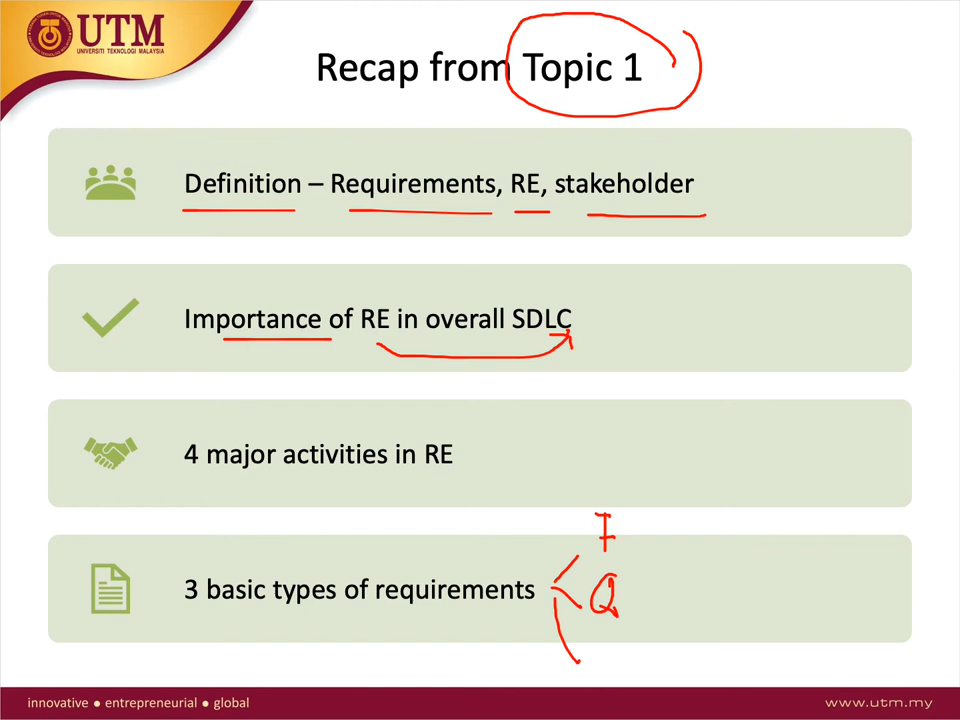 UTM
UNIVERSITI TEKNOLOGI MALAYSIA
Recap from Topic 1
Definition – Requirements, RE, stakeholder
Importance of RE in overall SDLC
4 major activities in RE
F
3 basic types of requirements
Q
innovative ● entrepreneurial ● global
www.utm.my